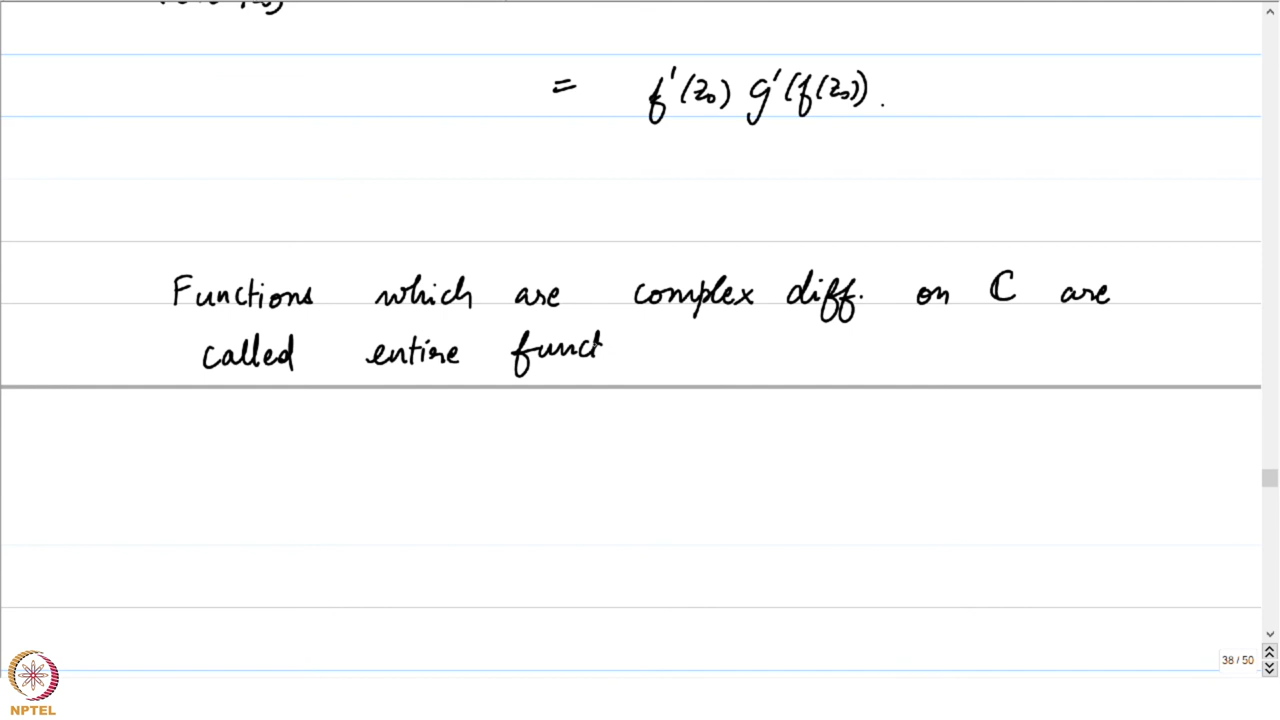 = f'(z₀) g'(f(z₀)).
Functions which are complex diff. on ℂ are
called entire funct
38 / 50
NPTEL